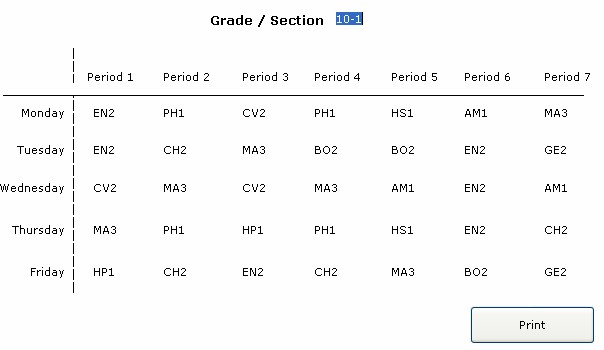 Grade / Section 10-1
Period 1 Period 2 Period 3 Period 4 Period 5 Period 6 Period 7
Monday EN2 PH1 CV2 PH1 HS1 AM1 MA3
Tuesday EN2 CH2 MA3 BO2 BO2 EN2 GE2
Wednesday CV2 MA3 CV2 MA3 AM1 EN2 AM1
Thursday MA3 PH1 HP1 PH1 HS1 EN2 CH2
Friday HP1 CH2 EN2 CH2 MA3 BO2 GE2
Print